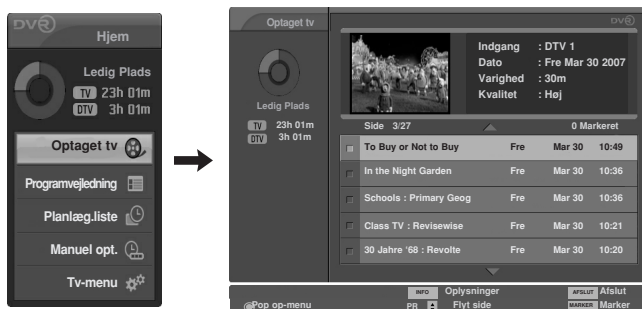 DVR
Hjem
Ledig Plads
TV 23h 01m
DTV 3h 01m
Optaget tv
Programvejledning
Planlæg.liste
Manuel opt.
Tv-menu
Optaget tv
DVR
Ledig Plads
TV 23h 01m
DTV 3h 01m
Indgang : DTV 1
Dato : Fre Mar 30 2007
Varighed : 30m
Kvalitet : Høj
Side 3/27 0 Markeret
To Buy or Not to Buy Fre Mar 30 10:49
In the Night Garden Fre Mar 30 10:36
Schools : Primary Geog Fre Mar 30 10:36
Class TV : Revisewise Fre Mar 30 10:21
30 Jahre ‘68 : Revolte Fre Mar 30 10:20
INFO Oplysninger AFSLUT Afslut
Pop op-menu PR Flyt side MARKER Marker